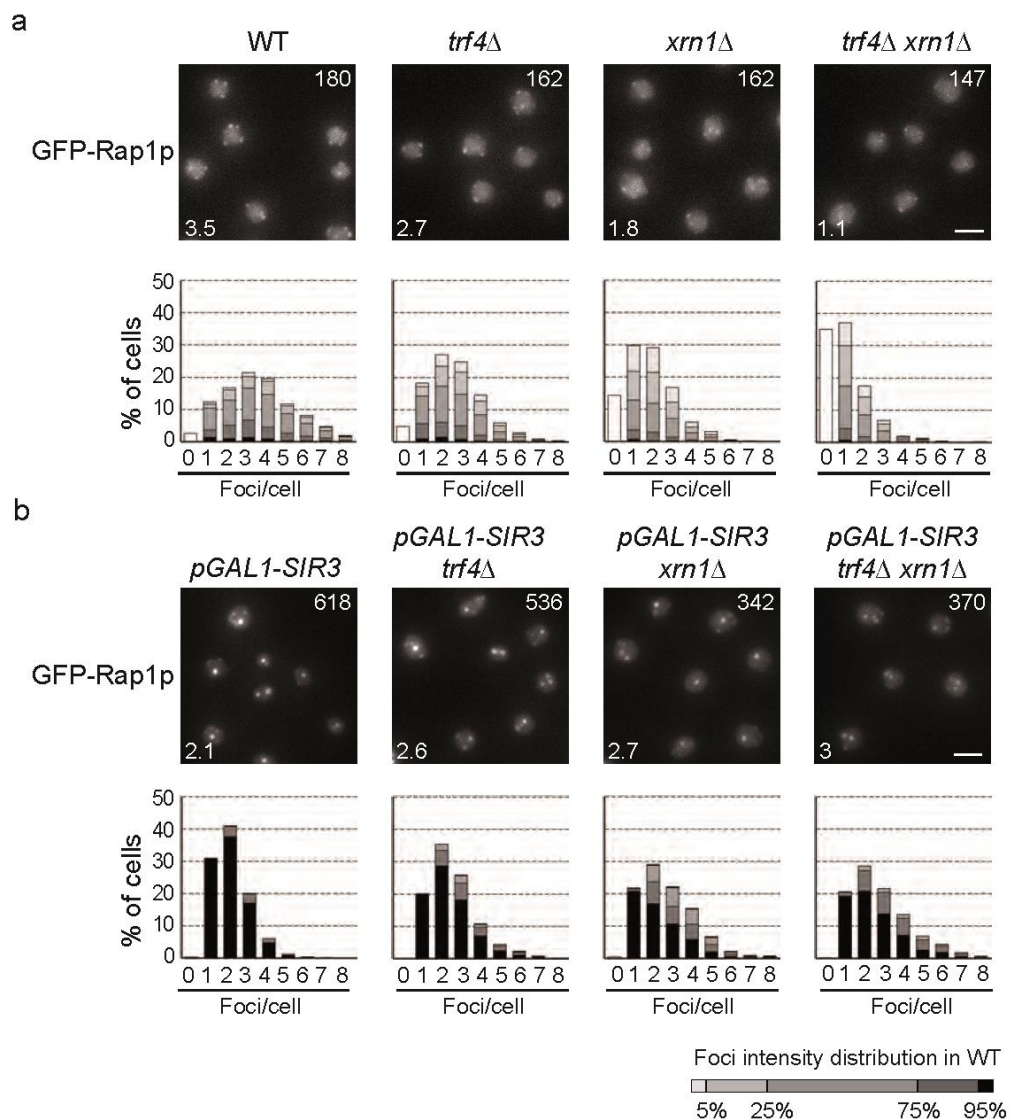 a
WT
trf4Δ
xrn1Δ
trf4Δ xrn1Δ
GFP-Rap1p
180
3.5
162
2.7
162
1.8
147
1.1
% of cells
50
40
30
20
10
0
0 1 2 3 4 5 6 7 8
Foci/cell
0 1 2 3 4 5 6 7 8
Foci/cell
0 1 2 3 4 5 6 7 8
Foci/cell
0 1 2 3 4 5 6 7 8
Foci/cell
b
pGAL1-SIR3
pGAL1-SIR3
trf4Δ
pGAL1-SIR3
xrn1Δ
pGAL1-SIR3
trf4Δ xrn1Δ
GFP-Rap1p
618
2.1
536
2.6
342
2.7
370
3
% of cells
50
40
30
20
10
0
0 1 2 3 4 5 6 7 8
Foci/cell
0 1 2 3 4 5 6 7 8
Foci/cell
0 1 2 3 4 5 6 7 8
Foci/cell
0 1 2 3 4 5 6 7 8
Foci/cell
Foci intensity distribution in WT
5% 25% 75% 95%